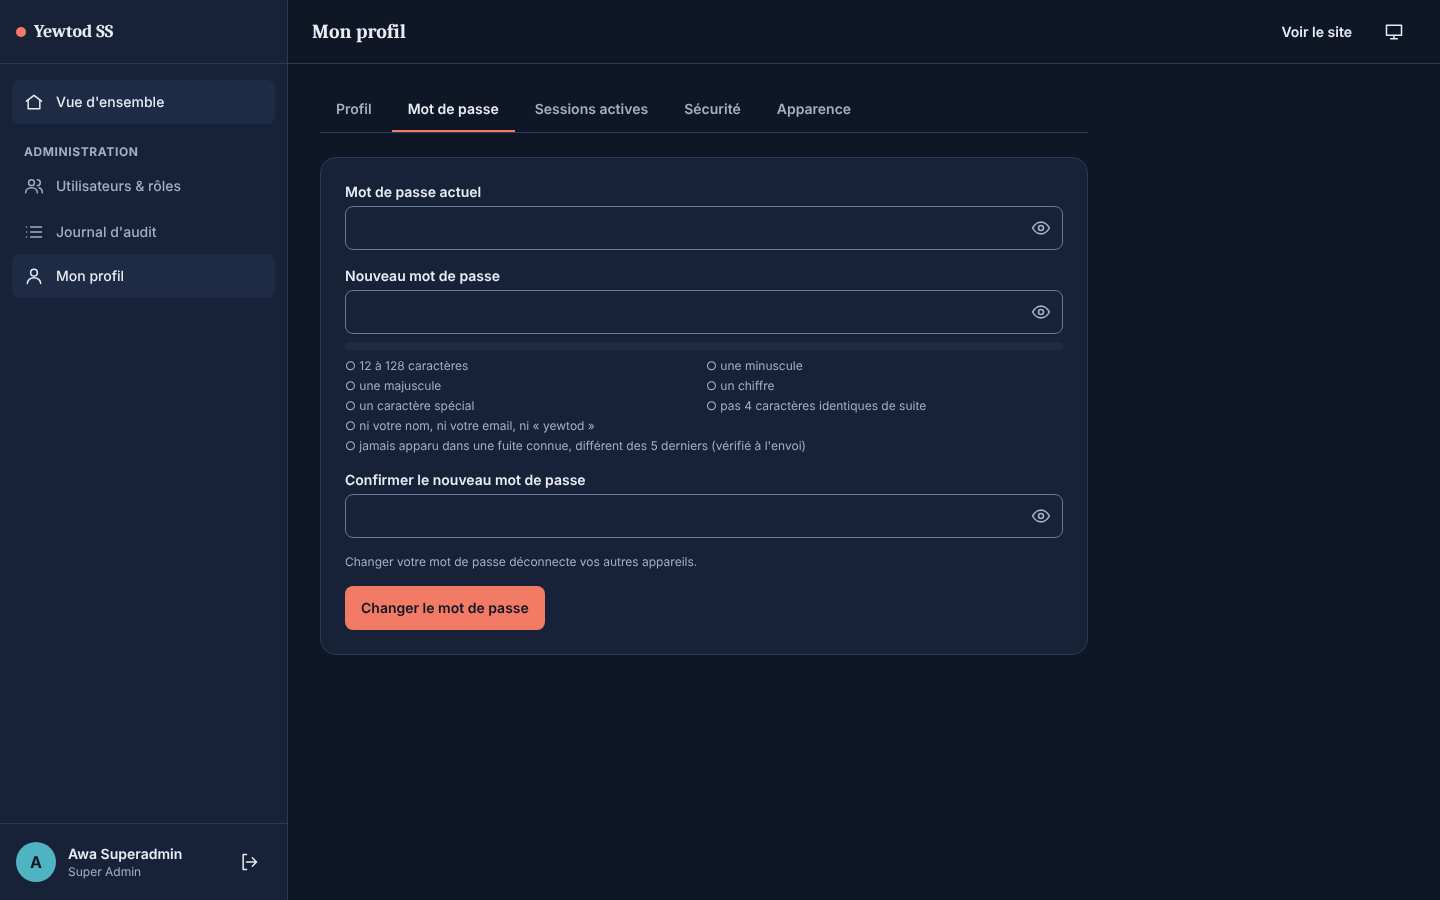 Yewtod SS
Mon profil
Voir le site
Vue d'ensemble
ADMINISTRATION
Utilisateurs & rôles
Journal d'audit
Mon profil
Profil
Mot de passe
Sessions actives
Sécurité
Apparence
Mot de passe actuel
Nouveau mot de passe
12 à 128 caractères
une minuscule
une majuscule
un chiffre
un caractère spécial
pas 4 caractères identiques de suite
ni votre nom, ni votre email, ni « yewtod »
jamais apparu dans une fuite connue, différent des 5 derniers (vérifié à l'envoi)
Confirmer le nouveau mot de passe
Changer votre mot de passe déconnecte vos autres appareils.
Changer le mot de passe
A
Awa Superadmin
Super Admin